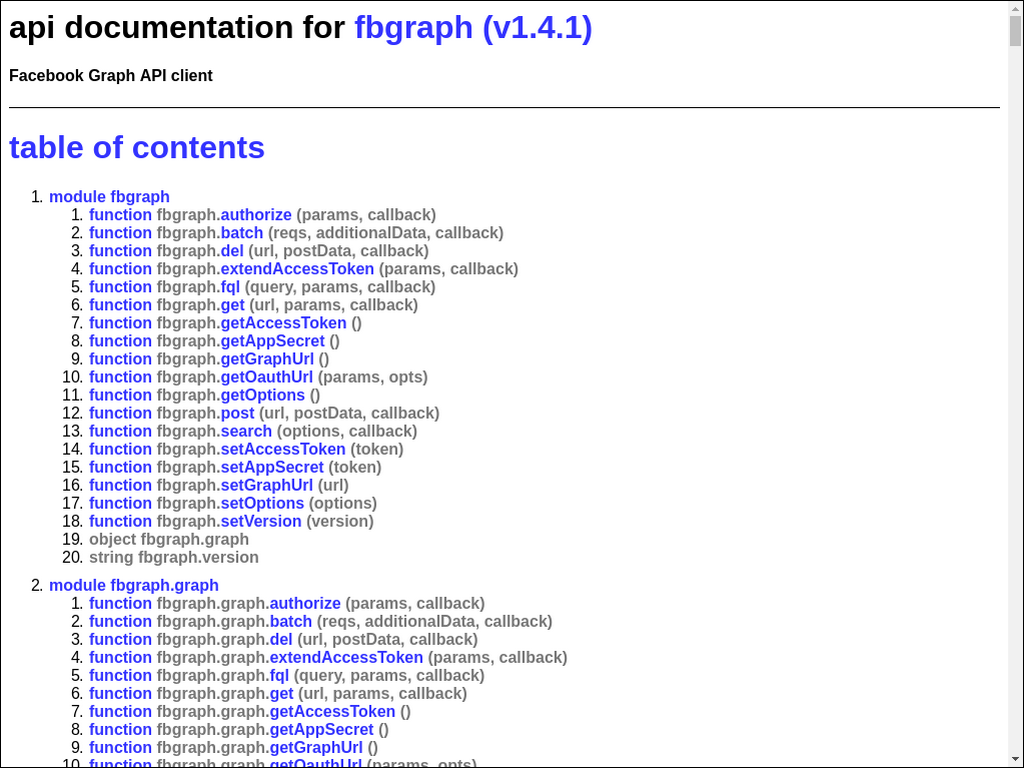 api documentation for fbgraph (v1.4.1)
Facebook Graph API client
table of contents
1. module fbgraph
1. function fbgraph.authorize (params, callback)
2. function fbgraph.batch (reqs, additionalData, callback)
3. function fbgraph.del (url, postData, callback)
4. function fbgraph.extendAccessToken (params, callback)
5. function fbgraph.fql (query, params, callback)
6. function fbgraph.get (url, params, callback)
7. function fbgraph.getAccessToken ()
8. function fbgraph.getAppSecret ()
9. function fbgraph.getGraphUrl ()
10. function fbgraph.getOauthUrl (params, opts)
11. function fbgraph.getOptions ()
12. function fbgraph.post (url, postData, callback)
13. function fbgraph.search (options, callback)
14. function fbgraph.setAccessToken (token)
15. function fbgraph.setAppSecret (token)
16. function fbgraph.setGraphUrl (url)
17. function fbgraph.setOptions (options)
18. function fbgraph.setVersion (version)
19. object fbgraph.graph
20. string fbgraph.version
2. module fbgraph.graph
1. function fbgraph.graph.authorize (params, callback)
2. function fbgraph.graph.batch (reqs, additionalData, callback)
3. function fbgraph.graph.del (url, postData, callback)
4. function fbgraph.graph.extendAccessToken (params, callback)
5. function fbgraph.graph.fql (query, params, callback)
6. function fbgraph.graph.get (url, params, callback)
7. function fbgraph.graph.getAccessToken ()
8. function fbgraph.graph.getAppSecret ()
9. function fbgraph.graph.getGraphUrl ()
10. function fbgraph.graph.getOauthUrl (params, opts)